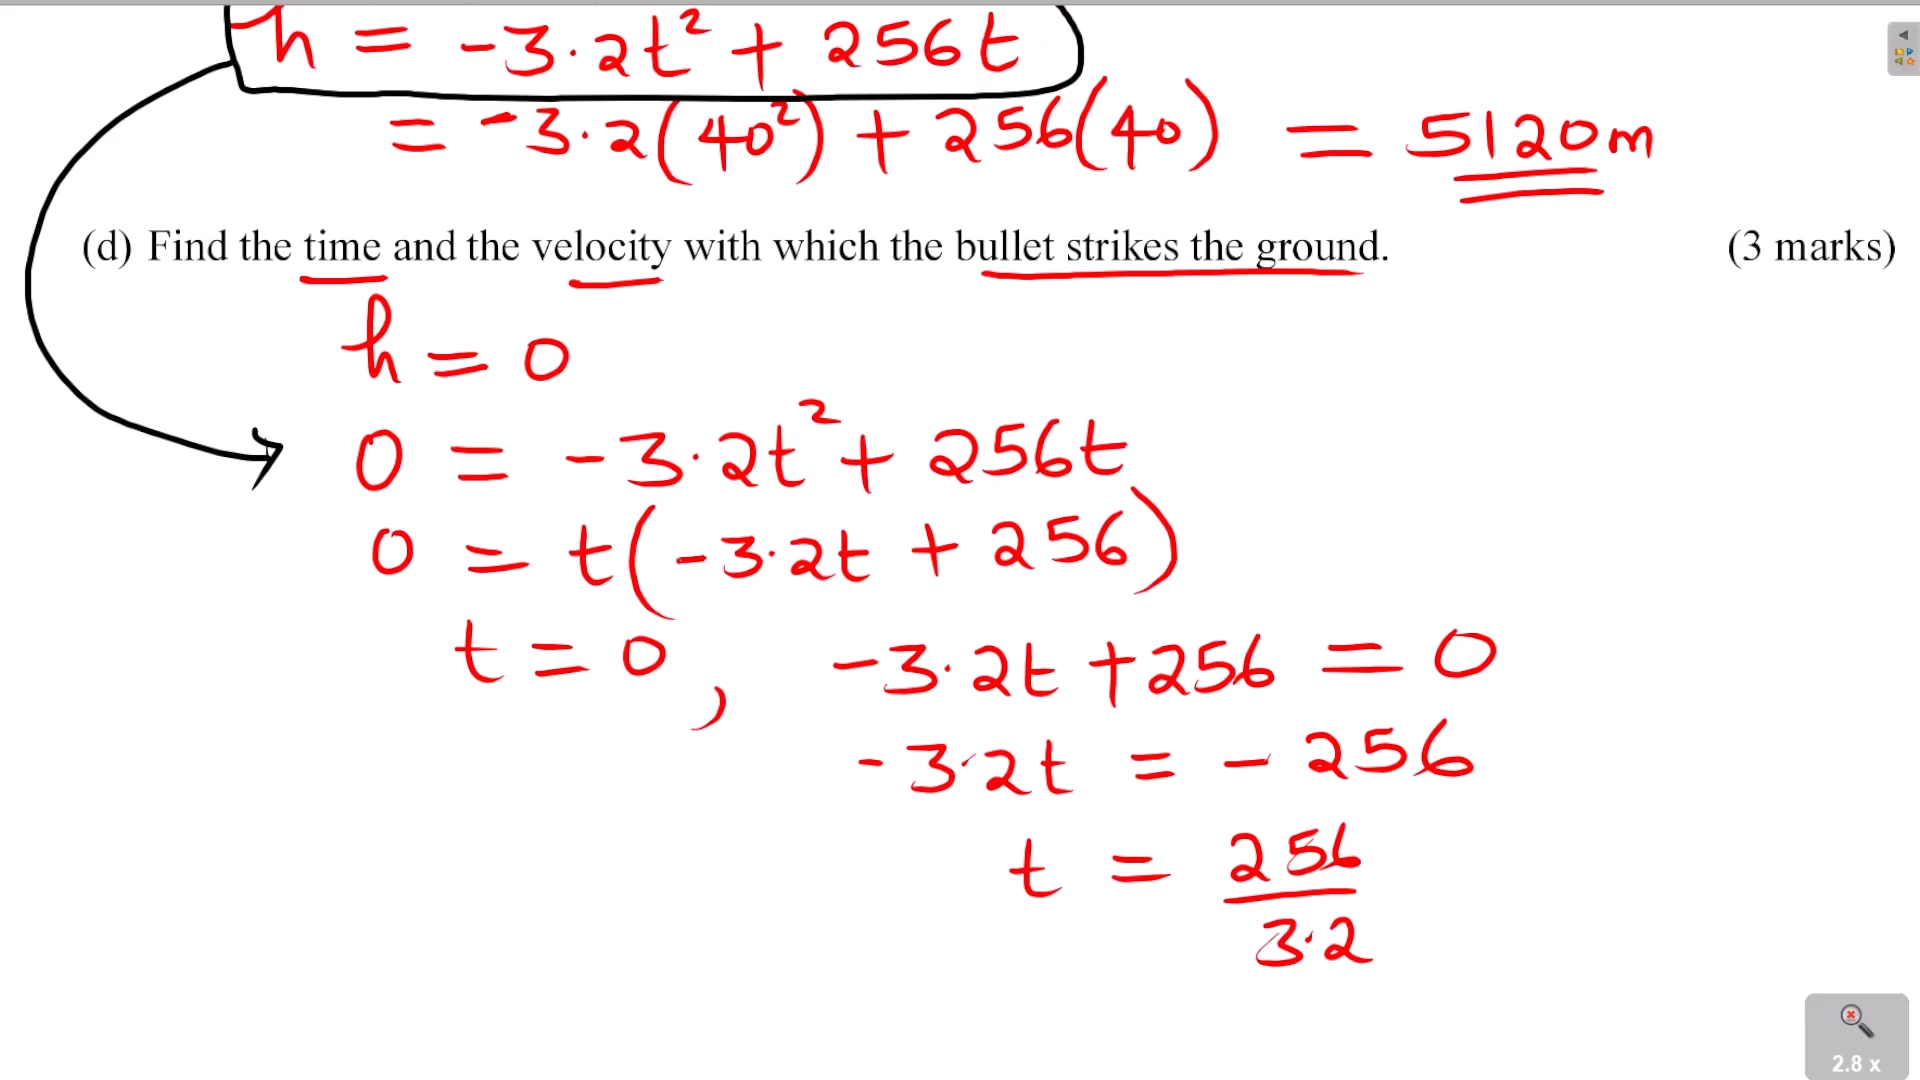 h = -3.2t² + 256t
= -3.2(40²) + 256(40) = 5120m
(d) Find the time and the velocity with which the bullet strikes the ground. (3 marks)
h = 0
0 = -3.2t² + 256t
0 = t(-3.2t + 256)
t = 0, -3.2t + 256 = 0
-3.2t = -256
t = 256/3.2
2.8 x